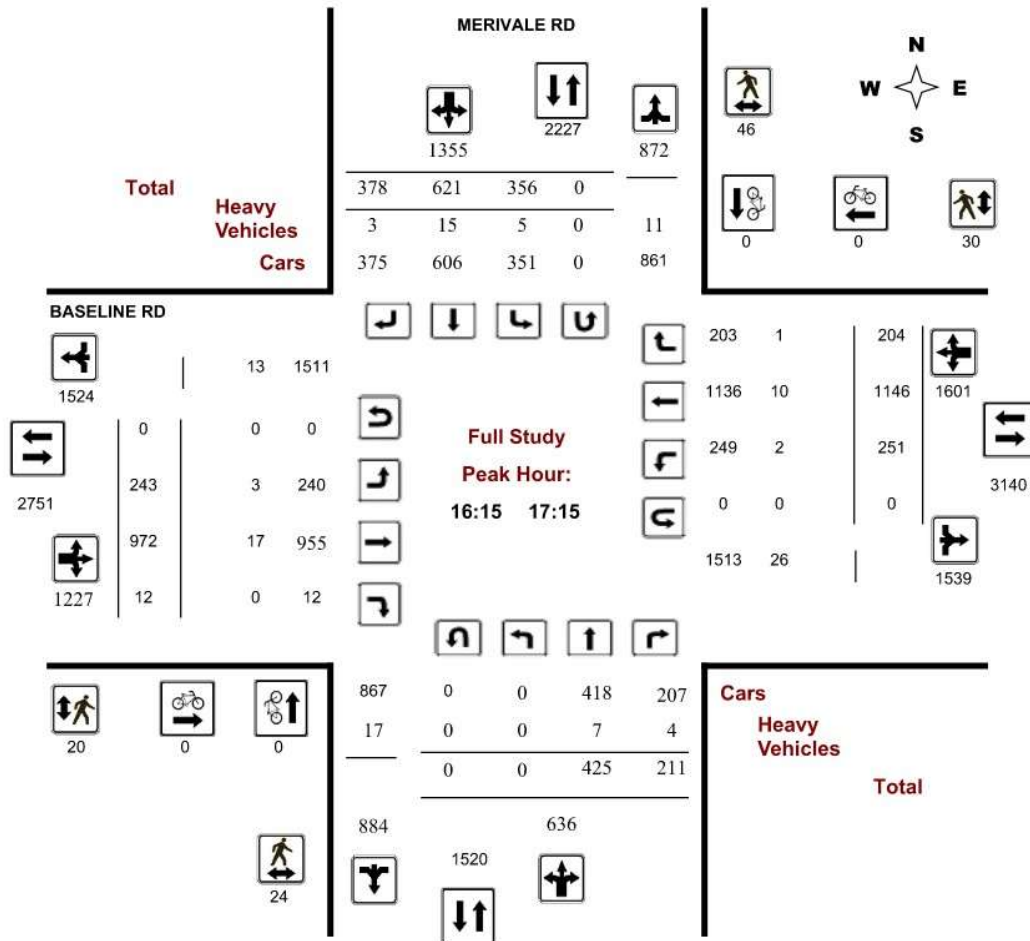 MERIVALE RD
N
W E
S
1355 2227 872 46
Total 378 621 356 0
Heavy
Vehicles
3 15 5 0 11
Cars 375 606 351 0 861
0 0 30
BASELINE RD
1524 13 1511
0 0 0
2751 243 3 240
972 17 955
1227 12 0 12
Full Study
Peak Hour:
16:15 17:15
203 1 204
1136 10 1146 1601
249 2 251
3140
0 0 0
1513 26 1539
20 0 0
24
867 0 0 418 207
17 0 0 7 4
0 0 425 211
884 636
1520
Cars
Heavy
Vehicles
Total